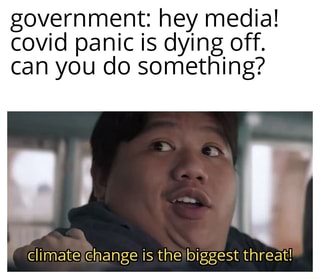 government: hey media!
covid panic is dying off.
can you do something?
climate change is the biggest threat!